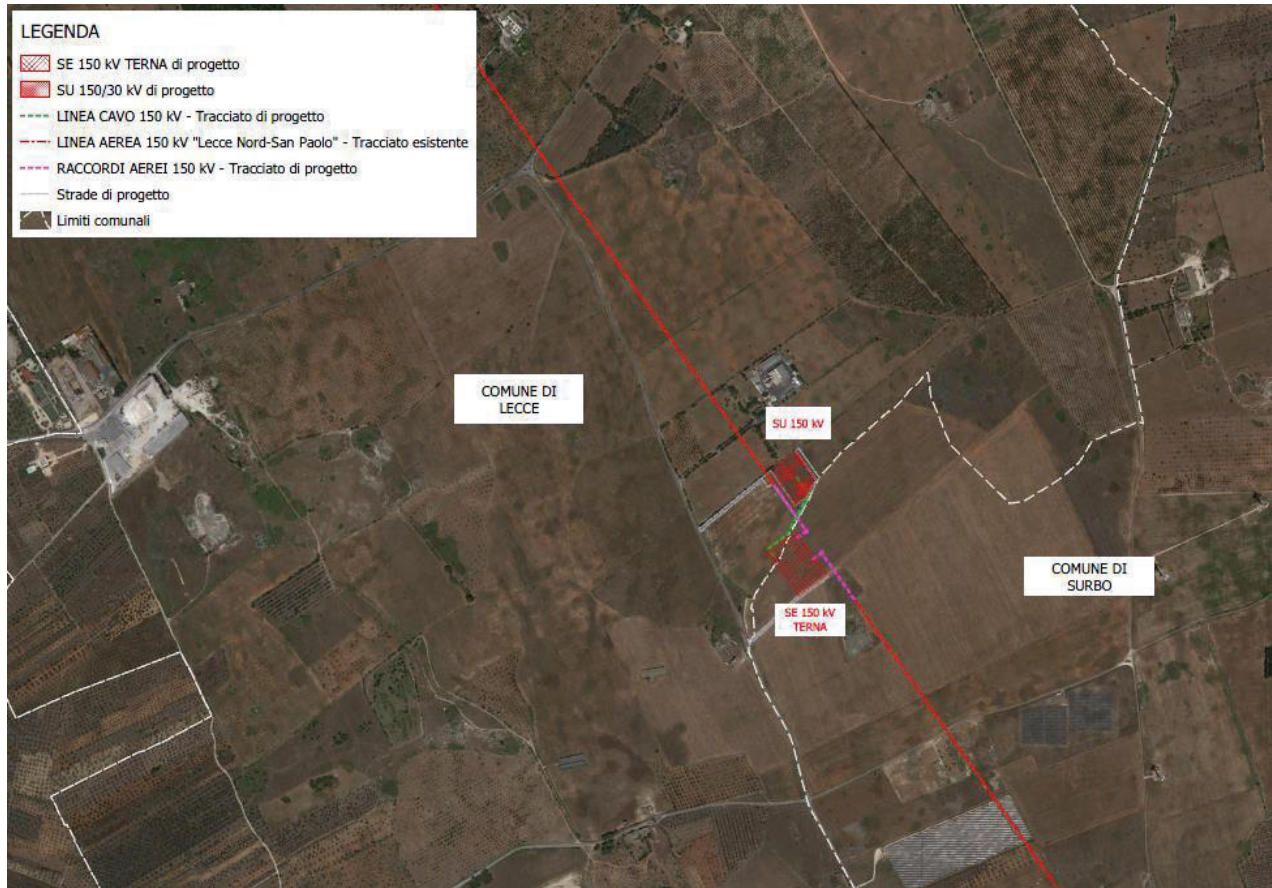 LEGENDA
SE 150 kV TERNA di progetto
SU 150/30 kV di progetto
LINEA CAVO 150 kV - Tracciato di progetto
LINEA AEREA 150 kV "Lecce Nord-San Paolo" - Tracciato esistente
RACCORDI AEREI 150 kV - Tracciato di progetto
Strade di progetto
Limiti comunali
COMUNE DI
LECCE
SU 150 kV
COMUNE DI
SURBO
SE 150 kV
TERNA